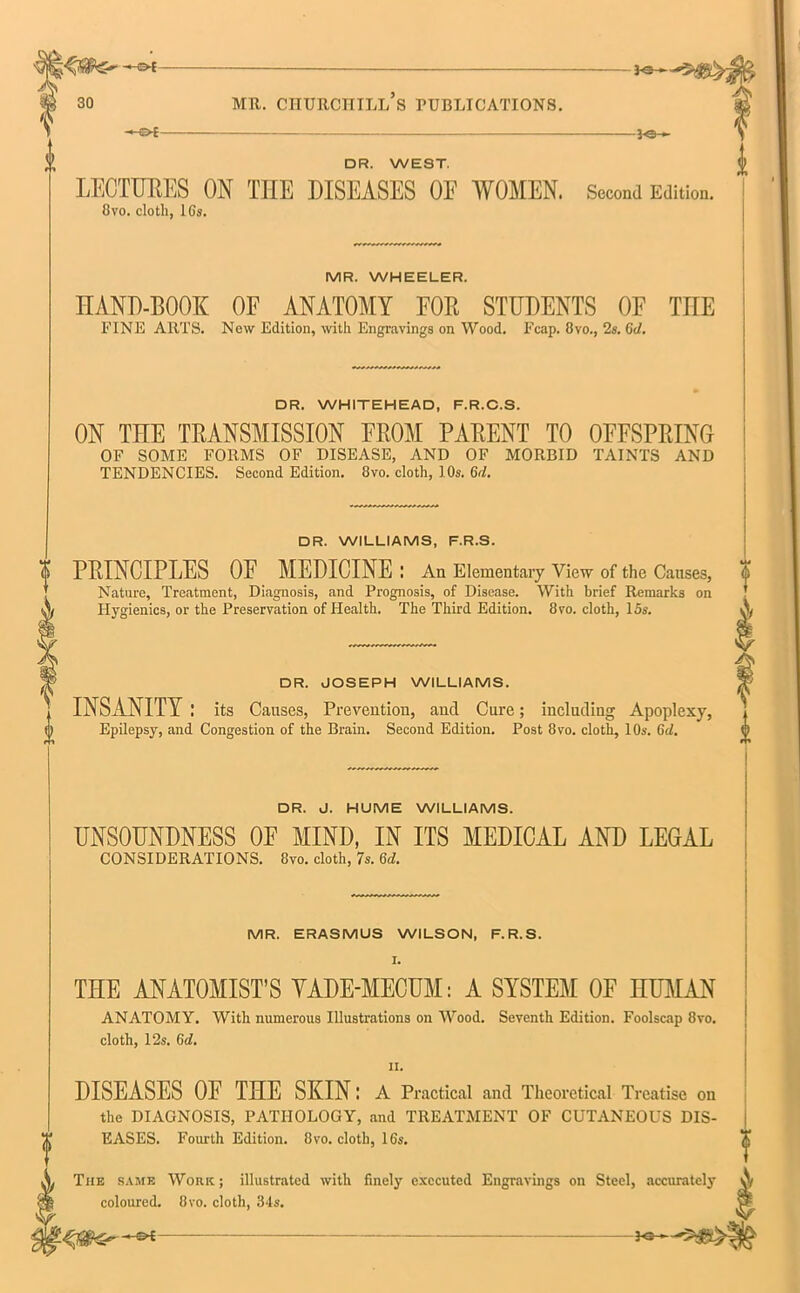 30 MR. CHURCHILL'S PUBLICATIONS.
DR. WEST.
LECTURES ON THE DISEASES OF WOMEN. Second Edition.
8vo. cloth, 16s.
MR. WHEELER.
HAND-BOOK OF ANATOMY FOR STUDENTS OF THE
FINE ARTS. New Edition, with Engravings on Wood. Fcap. 8vo., 2s. 6d.
DR. WHITEHEAD, F.R.C.S.
ON THE TRANSMISSION FROM PARENT TO OFFSPRING
OF SOME FORMS OF DISEASE, AND OF MORBID TAINTS AND
TENDENCIES. Second Edition. 8vo. cloth, 10s. 6d.
DR. WILLIAMS, F.R.S.
PRINCIPLES OF MEDICINE : An Elementary View of the Causes,
Nature, Treatment, Diagnosis, and Prognosis, of Disease. With brief Remarks on
Hygienics, or the Preservation of Health. The Third Edition. 8vo. cloth, 15s.
DR. JOSEPH WILLIAMS.
INSANITY : its Causes, Prevention, and Cure ; including Apoplexy,
Epilepsy, and Congestion of the Brain. Second Edition. Post 8vo. cloth, 10s. 6d.
DR. J. HUME WILLIAMS.
UNSOUNDNESS OF MIND, IN ITS MEDICAL AND LEGAL
CONSIDERATIONS. 8vo. cloth, 7s. 6d.
MR. ERASMUS WILSON, F.R.S.
I.
THE ANATOMIST'S VADE-MECUM: A SYSTEM OF HUMAN
ANATOMY. With numerous Illustrations on Wood. Seventh Edition. Foolscap 8vo.
cloth, 12s. 6d.
II.
DISEASES OF THE SKIN: A Practical and Theoretical Treatise on
the DIAGNOSIS, PATHOLOGY, and TREATMENT OF CUTANEOUS DIS-
EASES. Fourth Edition. 8vo. cloth, 16s.
THE SAME WORK ; illustrated with finely executed Engravings on Steel, accurately
coloured. 8vo. cloth, 34s.